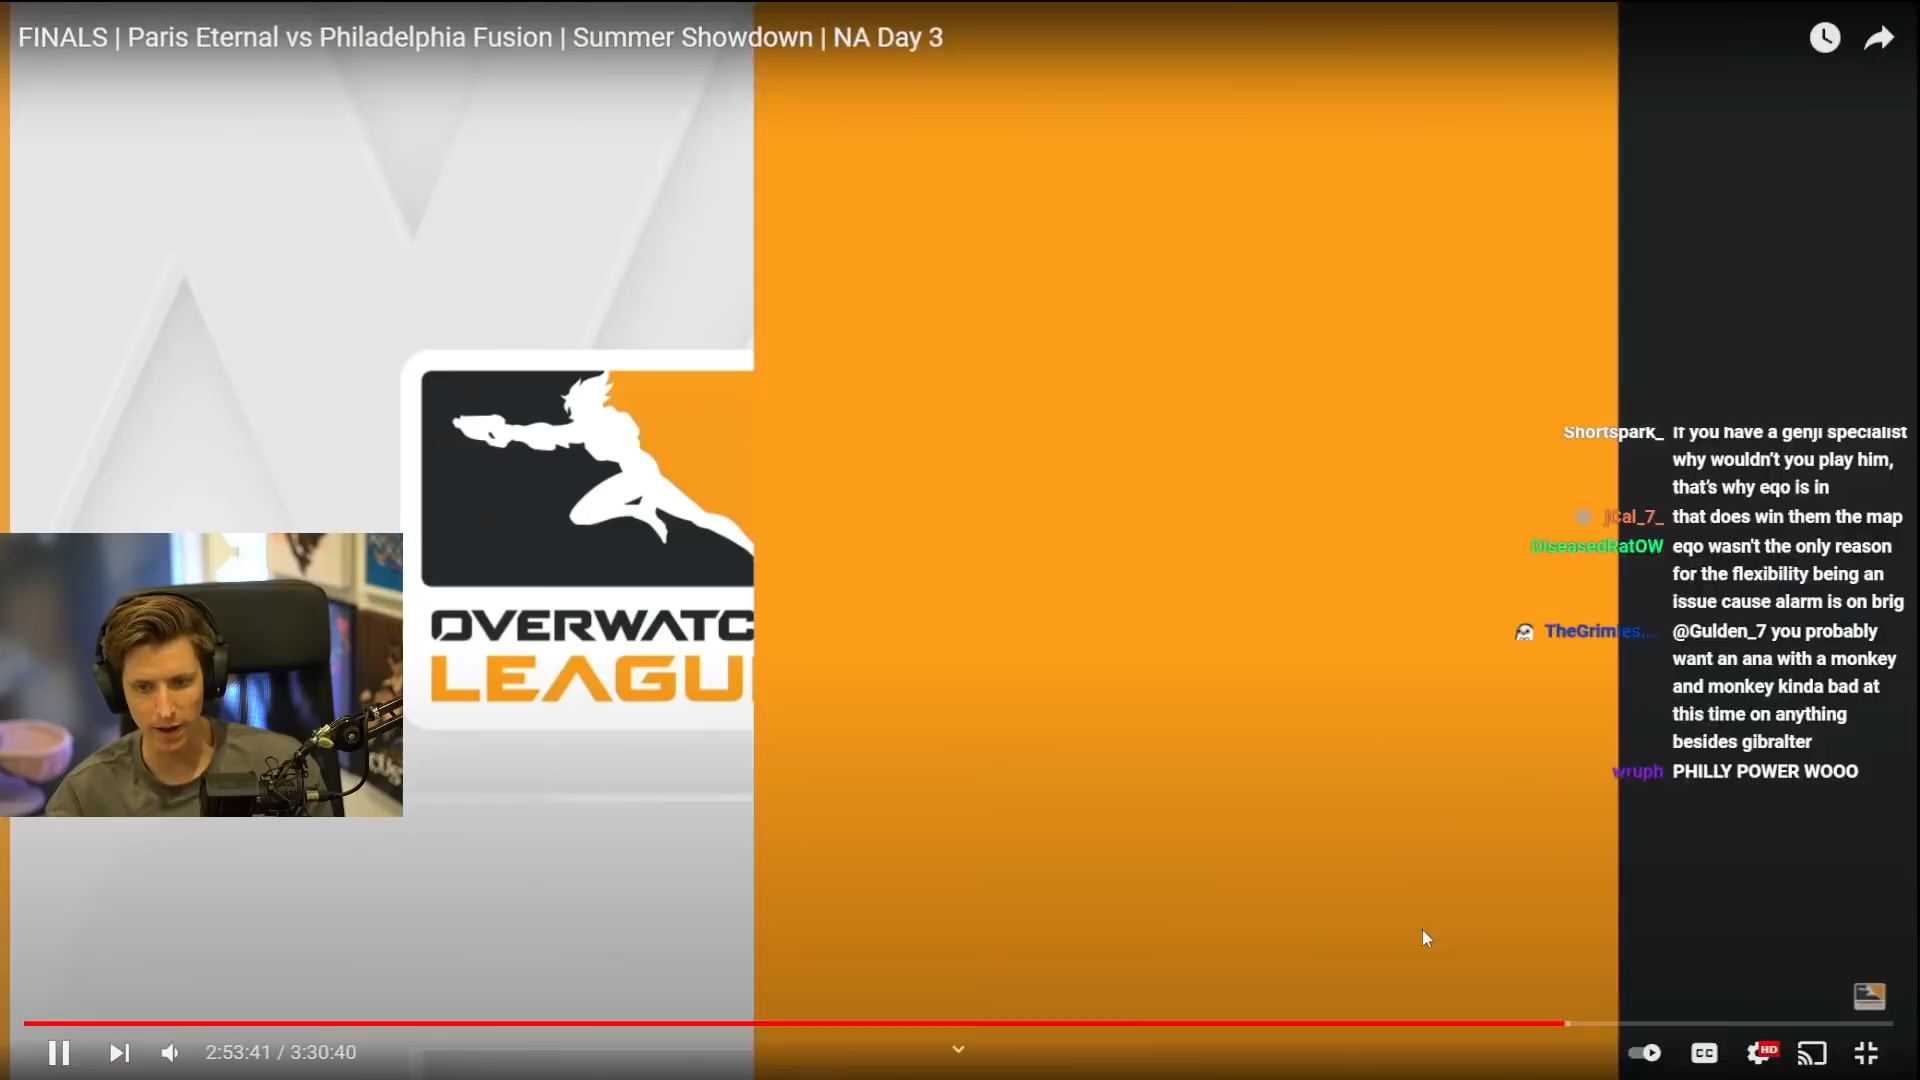 FINALS | Paris Eternal vs Philadelphia Fusion | Summer Showdown | NA Day 3
OVERWATC
LEAGU
Shortspark_ If you have a genji specialist
why wouldn't you play him,
that's why eqo is in
jCal_7_ that does win them the map
DiseasedRatOW eqo wasn't the only reason
for the flexibility being an
issue cause alarm is on brig
TheGrimles... @Gulden_7 you probably
want an ana with a monkey
and monkey kinda bad at
this time on anything
besides gibralter
wruph PHILLY POWER WOOO
2:53:41 / 3:30:40
CC
HD